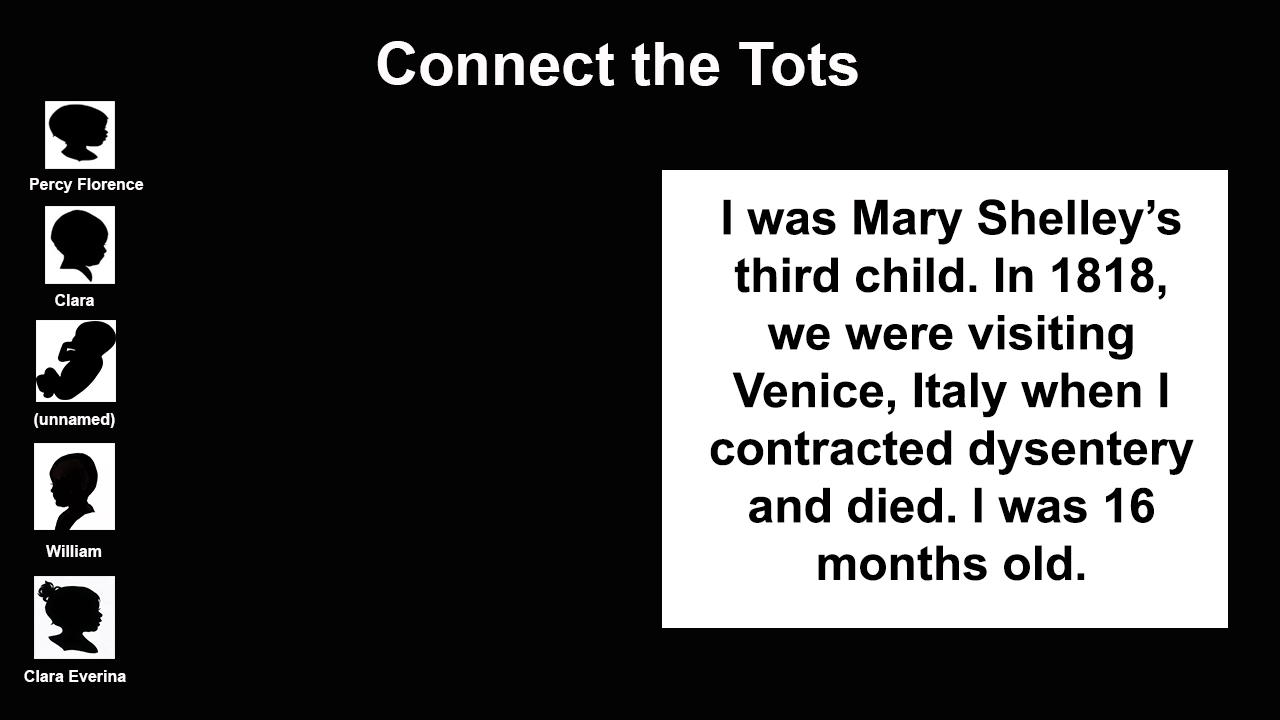 Connect the Tots
Percy Florence
Clara
(unnamed)
William
Clara Everina
I was Mary Shelley’s
third child. In 1818,
we were visiting
Venice, Italy when I
contracted dysentery
and died. I was 16
months old.